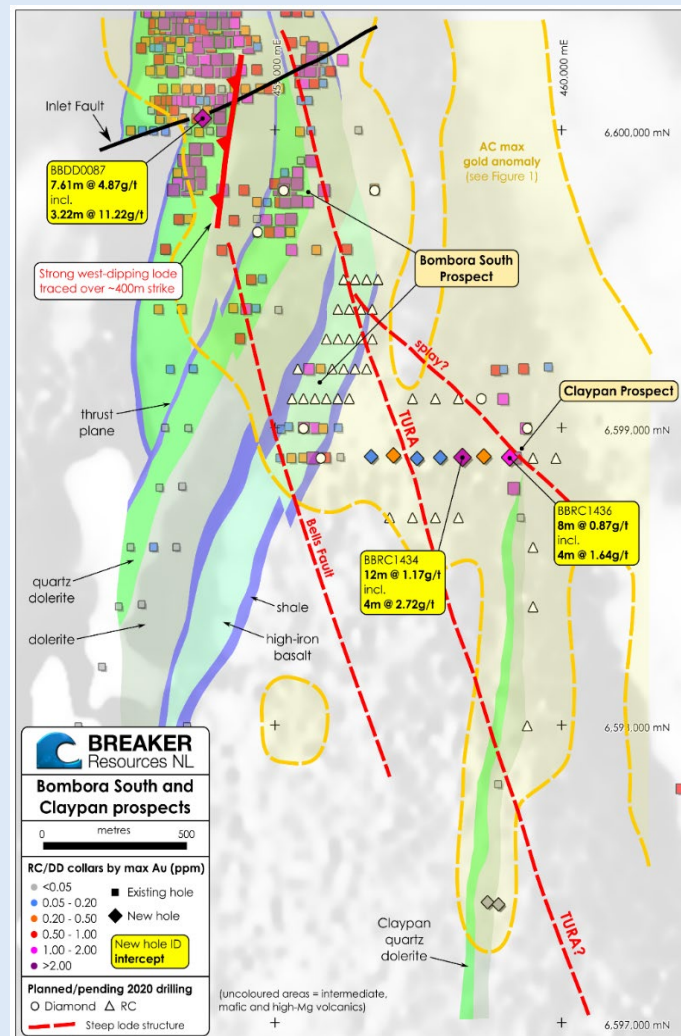 459,000 mE
460,000 mE
Inlet Fault
6,600,000 mN
AC max
gold anomaly
(see Figure 1)
BBDD0087
7.61m @ 4.87g/t
incl.
3.22m @ 11.22g/t
Bombora South
Prospect
Strong west-dipping lode
traced over ~400m strike
splay?
Claypan Prospect
thrust
plane
TURA
6,599,000 mN
BBRC1436
8m @ 0.87g/t
incl.
4m @ 1.64g/t
Bells Fault
BBRC1434
12m @ 1.17g/t
incl.
4m @ 2.72g/t
quartz
dolerite
shale
dolerite
high-iron
basalt
6,598,000 mN
BREAKER
Resources NL
Bombora South and
Claypan prospects
metres
0 500
RC/DD collars by max Au (ppm)
<0.05
0.05 - 0.20
0.20 - 0.50
0.50 - 1.00
1.00 - 2.00
>2.00
Existing hole
New hole
New hole ID
intercept
Planned/pending 2020 drilling
Diamond
RC
Steep lode structure
TURA?
Claypan
quartz
dolerite
(uncoloured areas = intermediate,
mafic and high-Mg volcanics)
6,597,000 mN